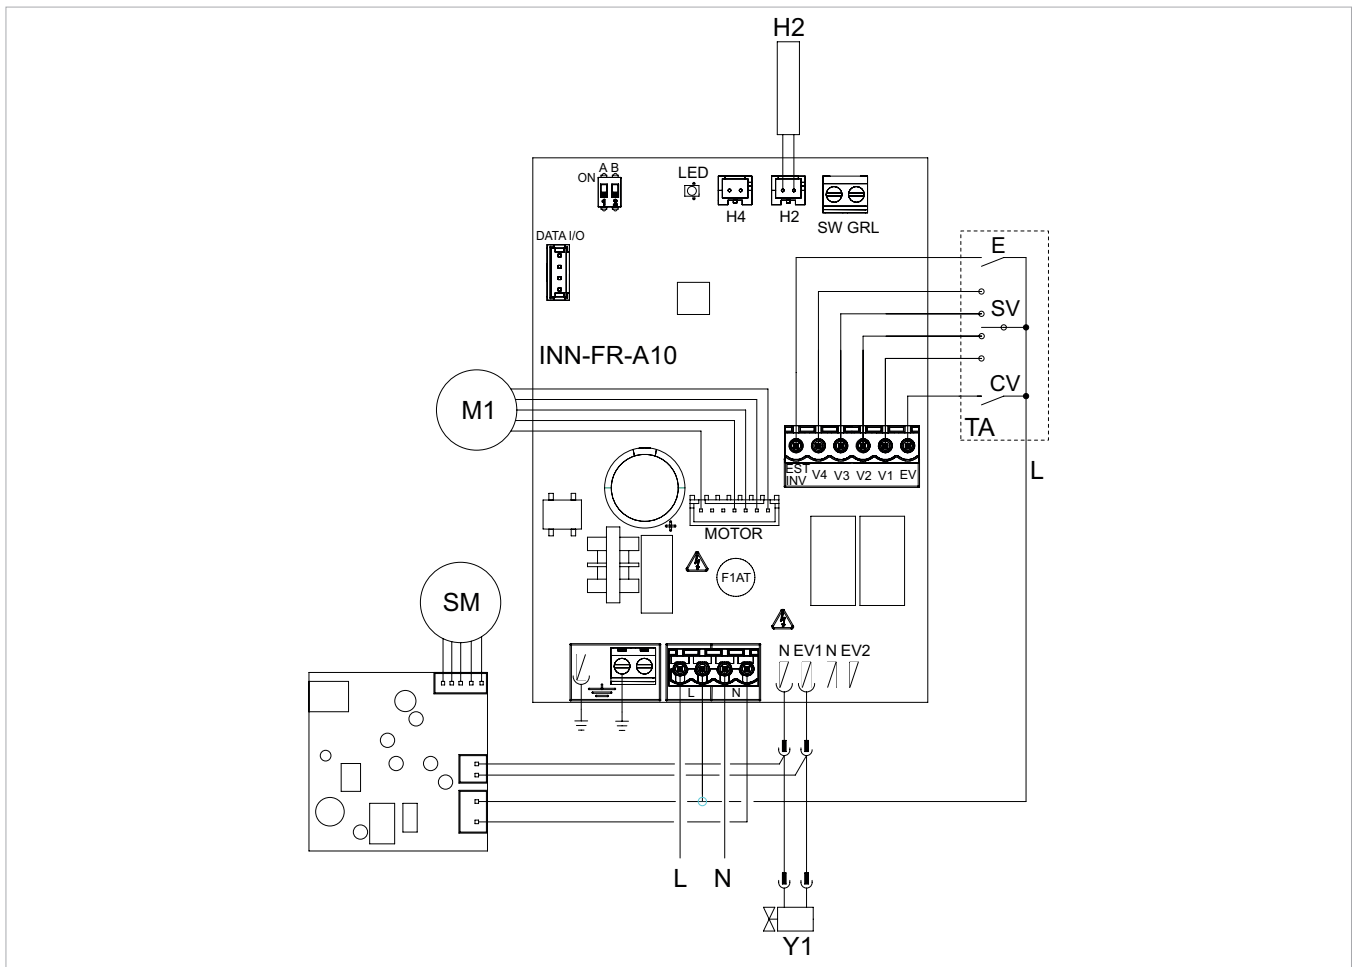 H2
A B
ON
LED
H4
H2
SW GRL
DATA I/O
E
SV
INN-FR-A10
CV
M1
TA
EST
INV
V4 V3 V2 V1 EV
L
MOTOR
F1AT
SM
N EV1 N EV2
L N
L N
Y1